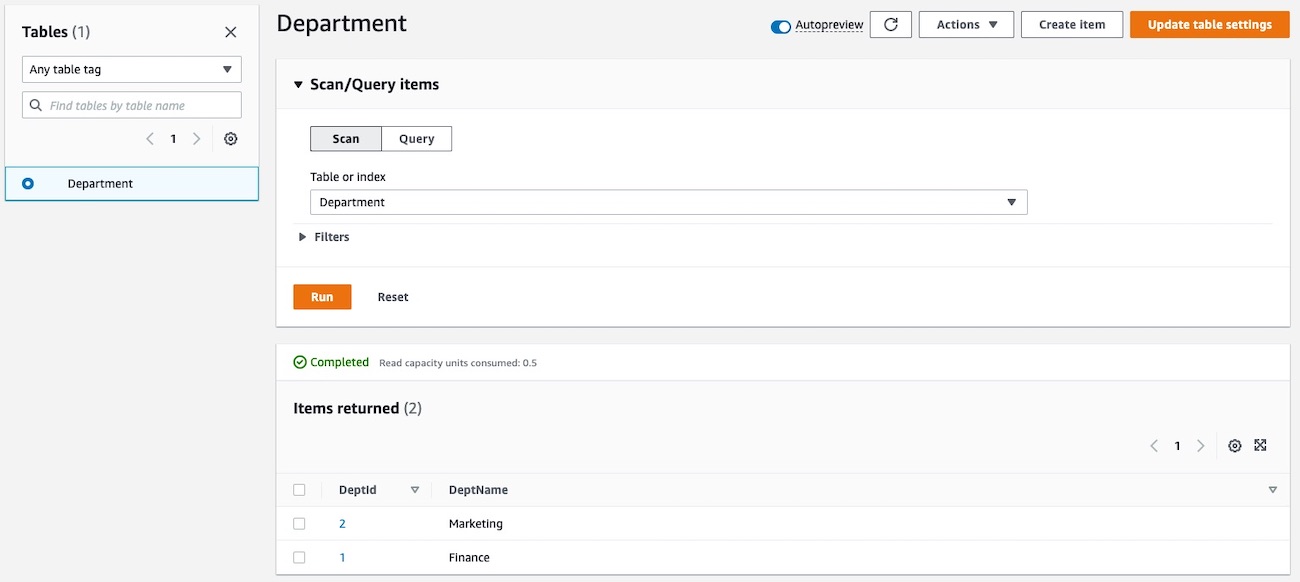 Tables (1)
Any table tag
Find tables by table name
1
Department
Department
Autopreview
Actions
Create item
Update table settings
Scan/Query items
Scan
Query
Table or index
Department
Filters
Run
Reset
Completed
Read capacity units consumed: 0.5
Items returned (2)
1
DeptId
DeptName
2
Marketing
1
Finance